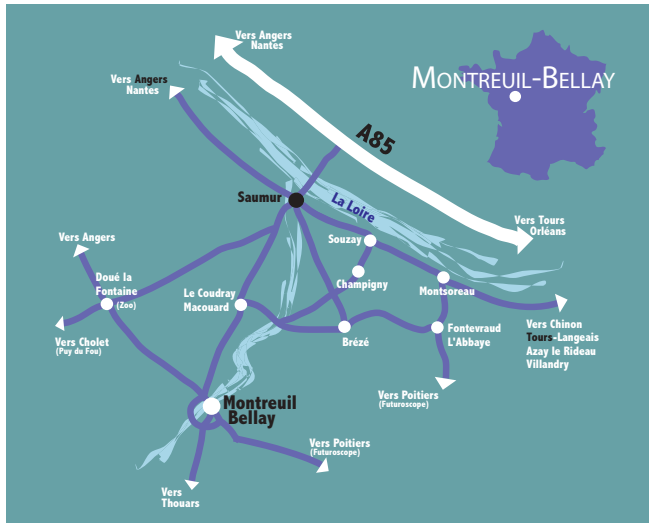 Vers Angers
Nantes
MONTREUIL-BELLAY
Vers Angers
Nantes
A85
Saumur
La Loire
Vers Tours
Orléans
Souzay
Vers Angers
Doué la
Fontaine
(Zoo)
Le Coudray
Macouard
Champigny
Montsoreau
Vers Cholet
(Puy du Fou)
Brézé
Fontevraud
L'Abbaye
Vers Chinon
Tours-Langeais
Azay le Rideau
Villandry
Vers Poitiers
(Futuroscope)
Montreuil
Bellay
Vers Poitiers
(Futuroscope)
Vers
Thouars